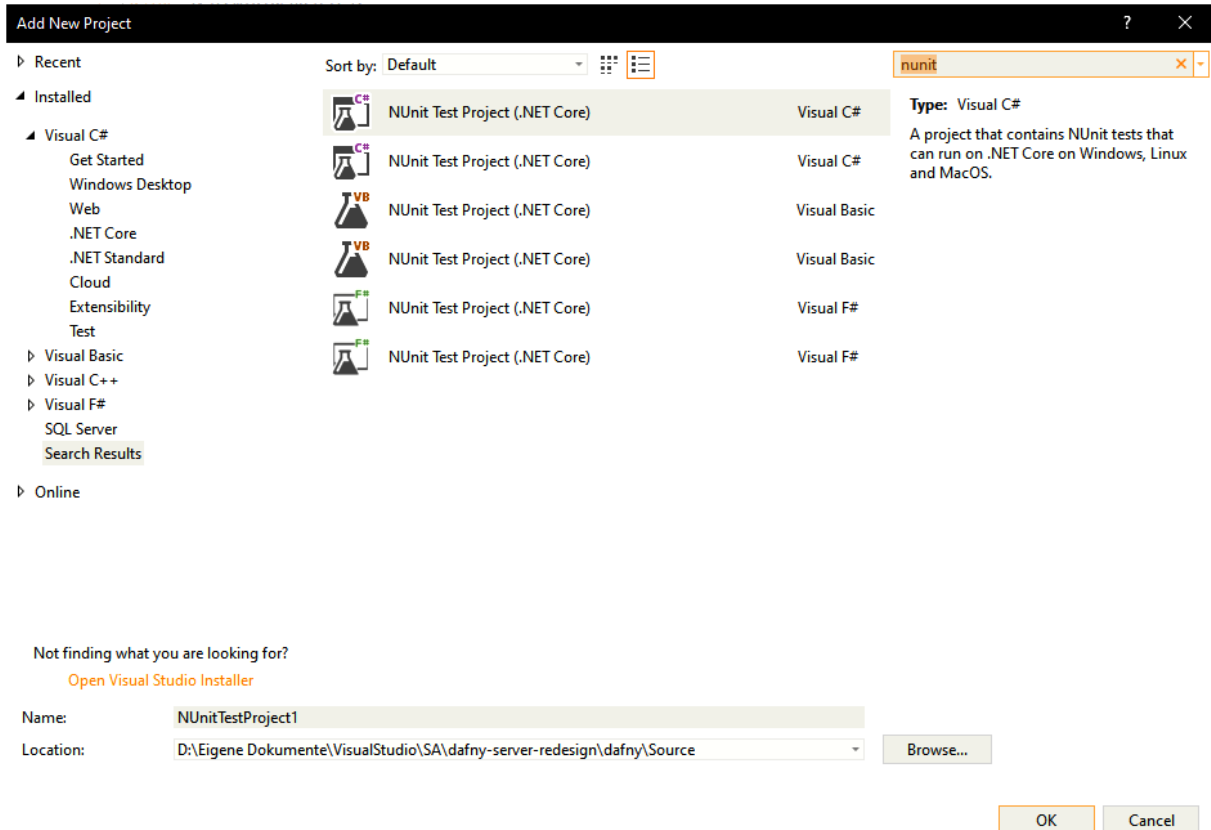 Add New Project
?
Recent
Installed
Visual C#
Get Started
Windows Desktop
Web
.NET Core
.NET Standard
Cloud
Extensibility
Test
Visual Basic
Visual C++
Visual F#
SQL Server
Search Results
Online
Sort by: Default
C# NUnit Test Project (.NET Core) Visual C#
C# NUnit Test Project (.NET Core) Visual C#
VB NUnit Test Project (.NET Core) Visual Basic
VB NUnit Test Project (.NET Core) Visual Basic
F# NUnit Test Project (.NET Core) Visual F#
F# NUnit Test Project (.NET Core) Visual F#
nunit
Type: Visual C#
A project that contains NUnit tests that
can run on .NET Core on Windows, Linux
and MacOS.
Not finding what you are looking for?
Open Visual Studio Installer
Name: NUnitTestProject1
Location: D:\Eigene Dokumente\VisualStudio\SA\dafny-server-redesign\dafny\Source
Browse...
OK Cancel